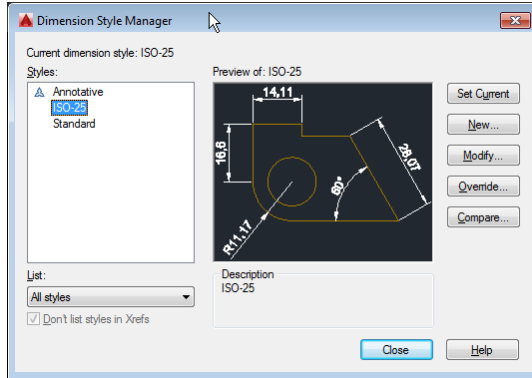 Dimension Style Manager
Current dimension style: ISO-25
Styles:
Annotative
ISO-25
Standard
Preview of: ISO-25
14,11
16,6
28,07
60°
R11,17
Set Current
New...
Modify...
Override...
Compare...
List:
All styles
Don't list styles in Xrefs
Description
ISO-25
Close
Help